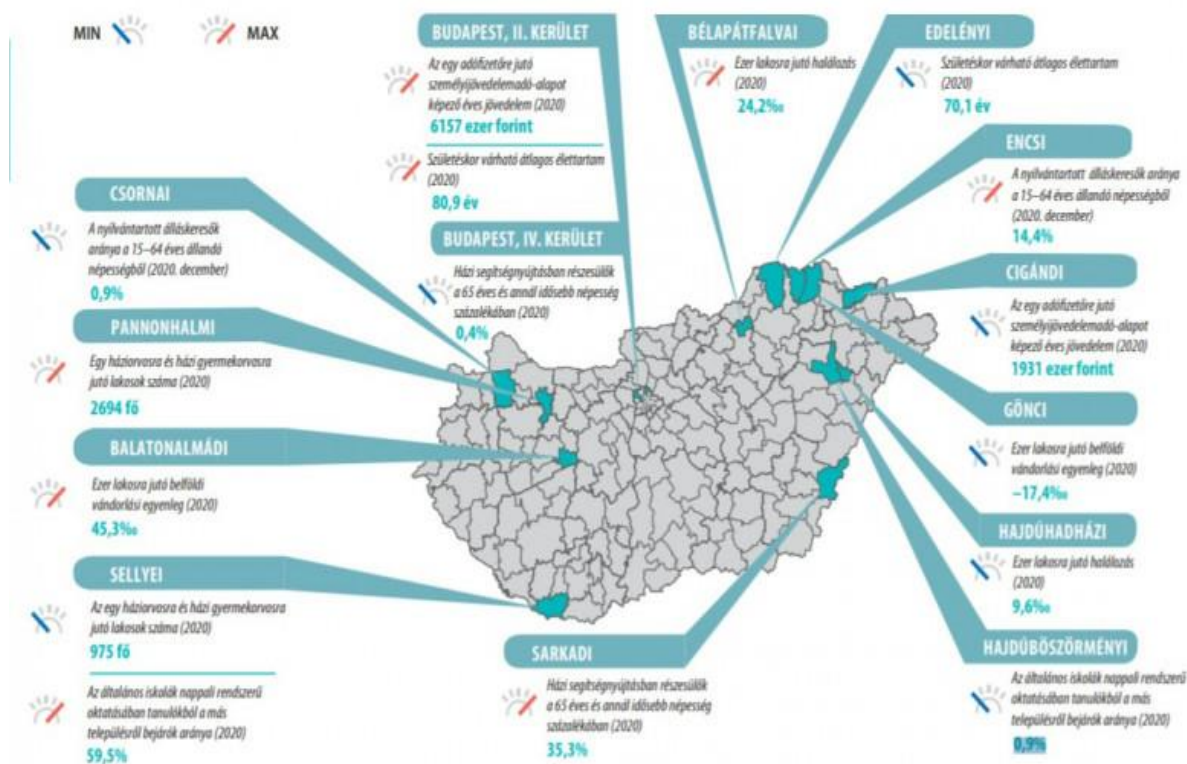 MIN
MAX
BUDAPEST, II. KERÜLET
Az egy adófizetőre jutó
személyijövedelemadó-alapot
képező éves jövedelem (2020)
6157 ezer forint
Születéskor várható átlagos élettartam
(2020)
80,9 év
BUDAPEST, IV. KERÜLET
Házi segítségnyújtásban részesülők
a 65 éves és annál idősebb népesség
százalékában (2020)
0,4%
BÉLAPÁTFALVAI
Ezer lakosra jutó halálozás
(2020)
24,2‰
EDELÉNYI
Születéskor várható átlagos élettartam
(2020)
70,1 év
ENCSI
A nyilvántartott álláskeresők aránya
a 15–64 éves állandó népességből
(2020. december)
14,4%
CIGÁNDI
Az egy adófizetőre jutó
személyijövedelemadó-alapot
képező éves jövedelem (2020)
1931 ezer forint
GÖNCI
Ezer lakosra jutó belföldi
vándorlási egyenleg (2020)
–17,4‰
HAJDÚHADHÁZI
Ezer lakosra jutó halálozás
(2020)
9,6‰
HAJDÚBÖSZÖRMÉNYI
Az általános iskolák nappali rendszerű
oktatásában tanulókból a más
településről bejárók aránya (2020)
0,9%
CSORNAI
A nyilvántartott álláskeresők
aránya a 15–64 éves állandó
népességből (2020. december)
0,9%
PANNONHALMI
Egy háziorvosra és házi gyermekorvosra
jutó lakosok száma (2020)
2694 fő
BALATONALMÁDI
Ezer lakosra jutó belföldi
vándorlási egyenleg (2020)
45,3‰
SELLYEI
Az egy háziorvosra és házi gyermekorvosra
jutó lakosok száma (2020)
975 fő
Az általános iskolák nappali rendszerű
oktatásában tanulókból a más
településről bejárók aránya (2020)
59,5%
SARKADI
Házi segítségnyújtásban részesülők
a 65 éves és annál idősebb népesség
százalékában (2020)
35,3%